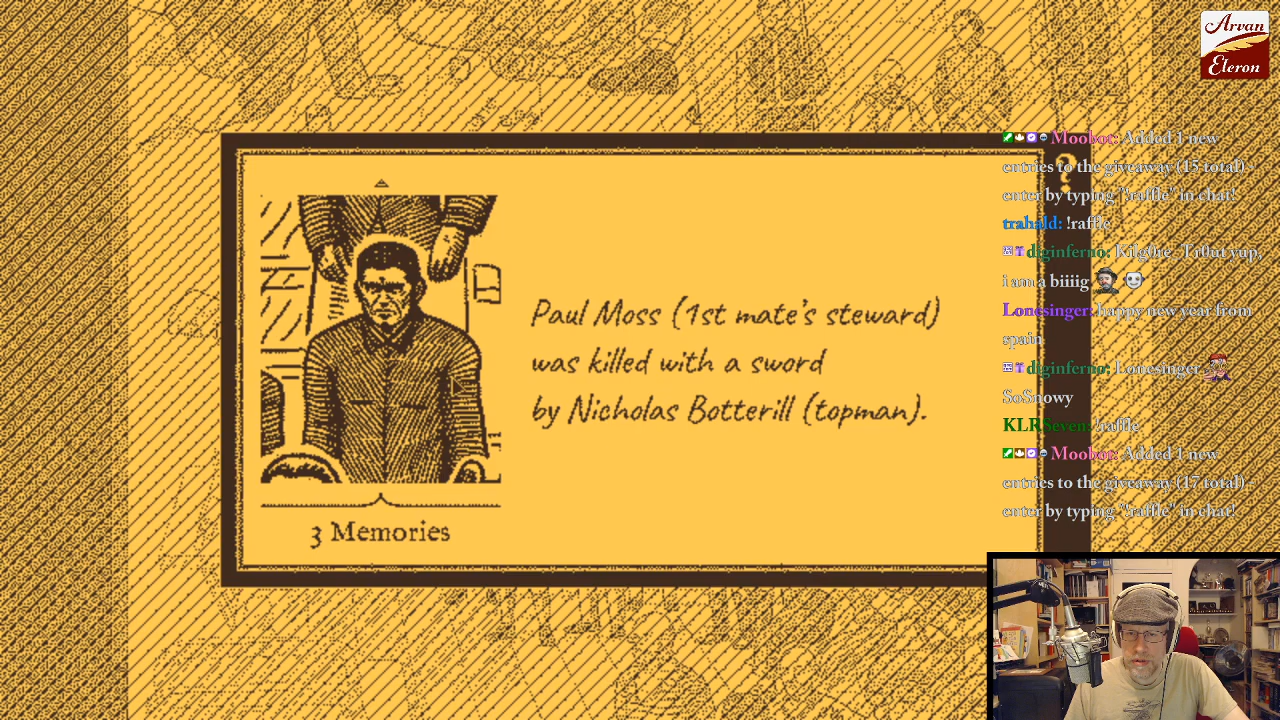 Arvan
Eleron
?
Paul Moss (1st mate's steward)
was killed with a sword
by Nicholas Botterill (topman).
3 Memories
Moobot: Added 1 new
entries to the giveaway (15 total) -
enter by typing "!raffle" in chat!
trahald: !raffle
diginferno: Kilg0re_Tr0ut yup,
i am a biiiig
Lonesinger: happy new year from
spain
diginferno: Lonesinger
SoSnowy
KLRSeven: !raffle
Moobot: Added 1 new
entries to the giveaway (17 total) -
enter by typing "!raffle" in chat!